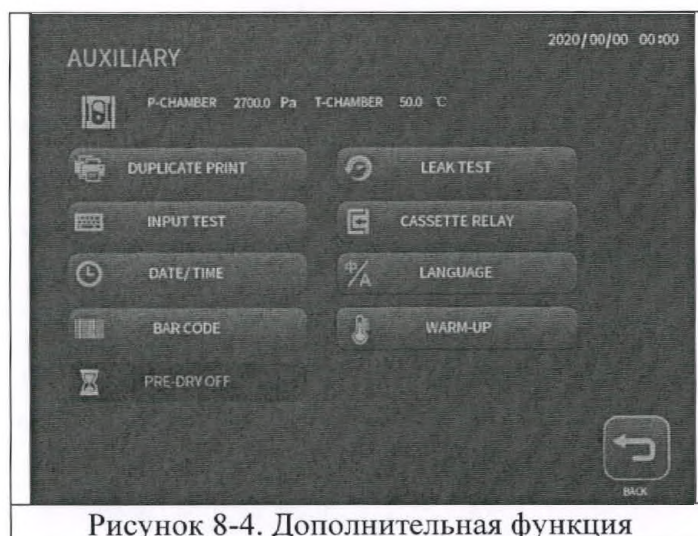 2020/00/00 00:00
AUXILIARY
P-CHAMBER 2700.0 Pa T-CHAMBER 50.0 ℃
DUPLICATE PRINT LEAK TEST
INPUT TEST CASSETTE RELAY
DATE/TIME 中/A LANGUAGE
BAR CODE WARM-UP
PRE-DRY OFF
BACK
Рисунок 8-4. Дополнительная функция